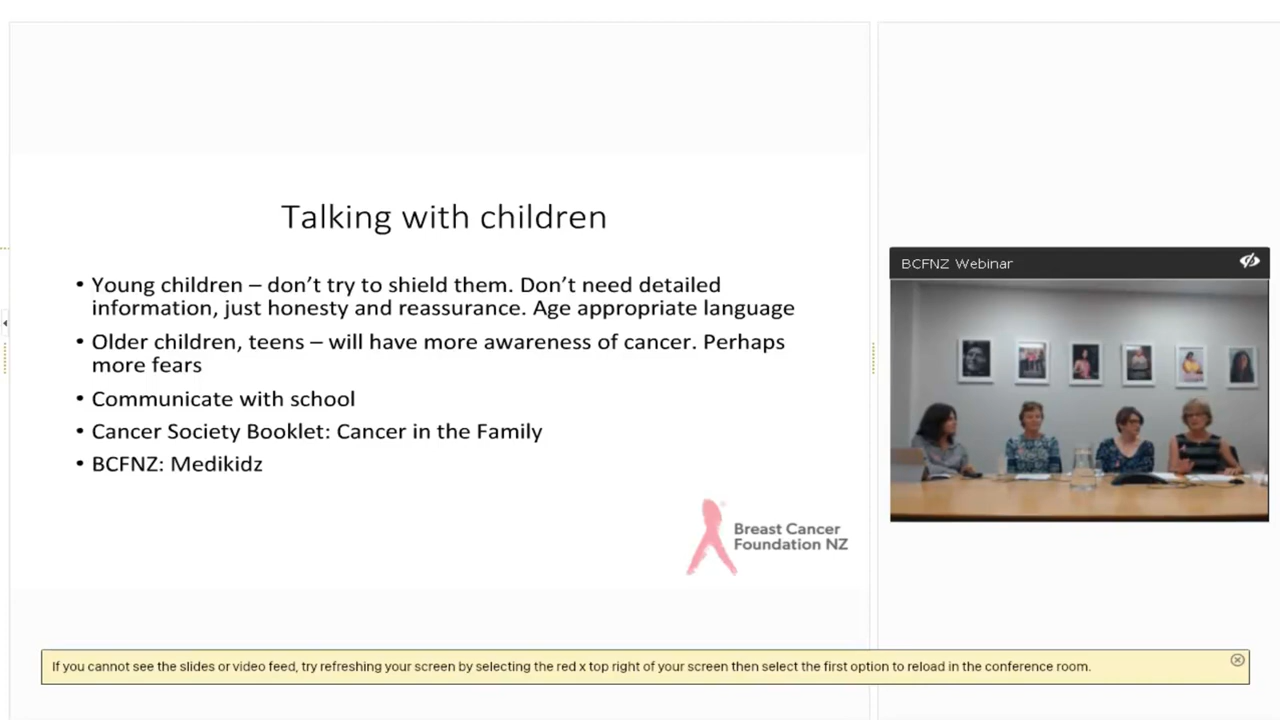 Talking with children
• Young children – don’t try to shield them. Don’t need detailed
information, just honesty and reassurance. Age appropriate language
• Older children, teens – will have more awareness of cancer. Perhaps
more fears
• Communicate with school
• Cancer Society Booklet: Cancer in the Family
• BCFNZ: Medikidz
Breast Cancer
Foundation NZ
BCFNZ Webinar
If you cannot see the slides or video feed, try refreshing your screen by selecting the red x top right of your screen then select the first option to reload in the conference room.